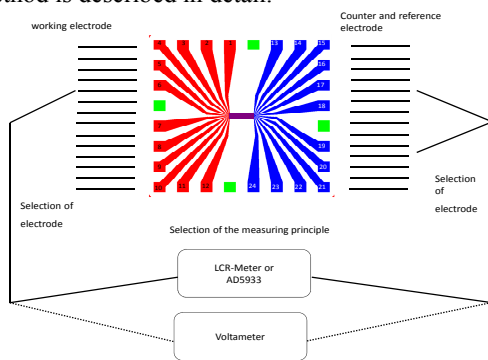 method is described in detail.
Counter and reference
electrode
working electrode
4 3 2 1 13 14 15
5 16
6 17
18
7
8 19
9 20
10 11 12 24 23 22 21
Selection of
electrode
Selection
of
electrode
Selection of the measuring principle
LCR-Meter or
AD5933
Voltameter